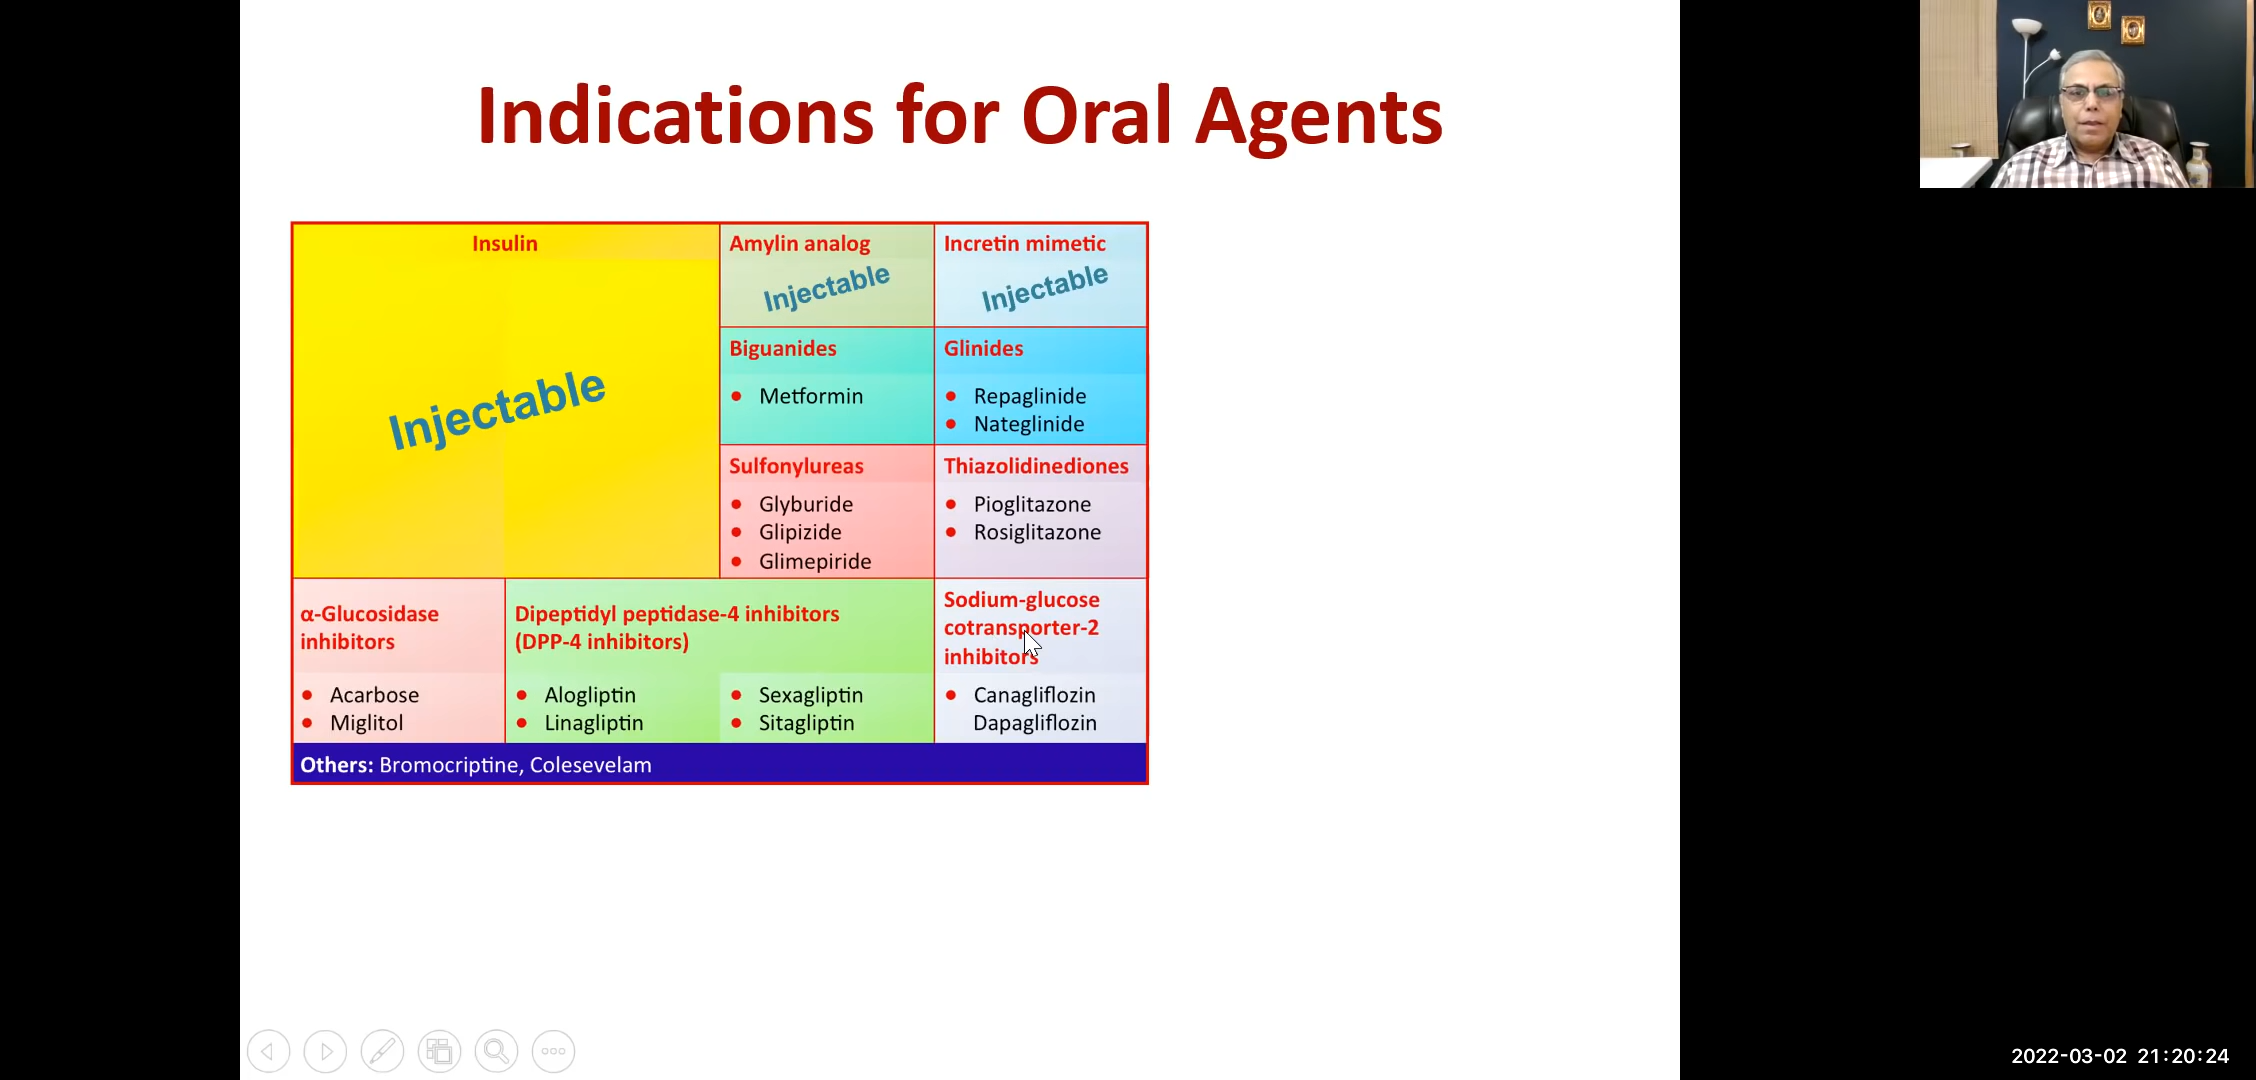 Indications for Oral Agents
Insulin
Injectable
Amylin analog
Injectable
Incretin mimetic
Injectable
Biguanides
• Metformin
Glinides
• Repaglinide
• Nateglinide
Sulfonylureas
• Glyburide
• Glipizide
• Glimepiride
Thiazolidinediones
• Pioglitazone
• Rosiglitazone
α-Glucosidase
inhibitors
• Acarbose
• Miglitol
Dipeptidyl peptidase-4 inhibitors
(DPP-4 inhibitors)
• Alogliptin
• Linagliptin
• Sexagliptin
• Sitagliptin
Sodium-glucose
cotransporter-2
inhibitors
• Canagliflozin
Dapagliflozin
Others: Bromocriptine, Colesevelam
2022-03-02 21:20:24